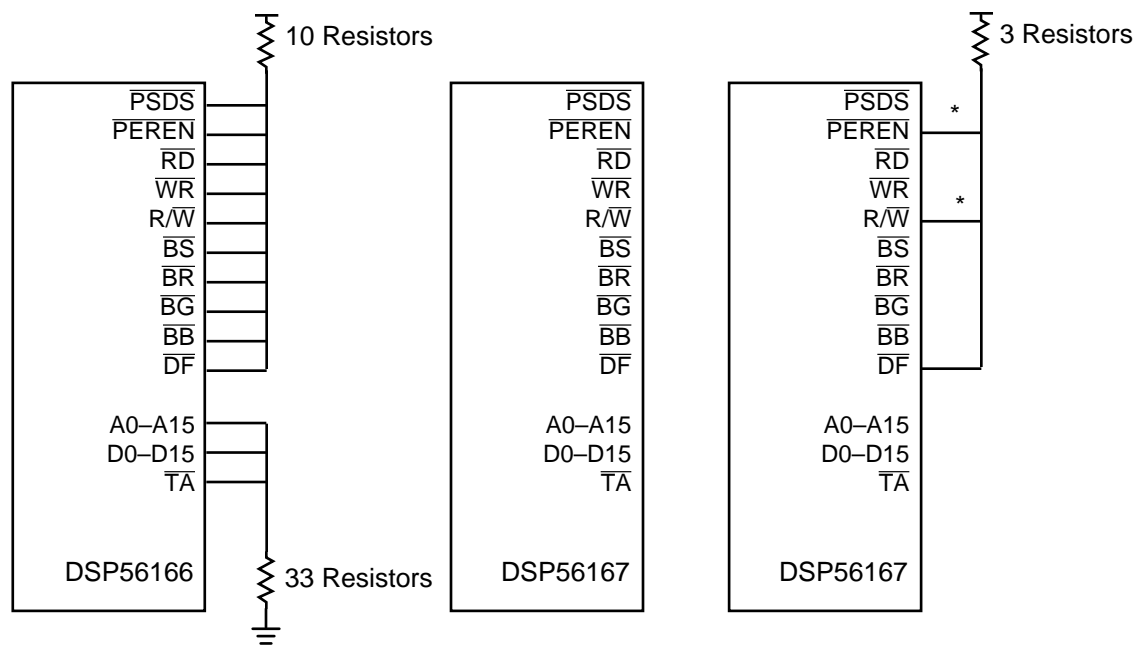 10 Resistors
PSDS
PEREN
RD
WR
R/W
BS
BR
BG
BB
DF
A0–A15
D0–D15
TA
DSP56166
33 Resistors
PSDS
PEREN
RD
WR
R/W
BS
BR
BG
BB
DF
A0–A15
D0–D15
TA
DSP56167
3 Resistors
PSDS
*
PEREN
RD
WR
*
R/W
BS
BR
BG
BB
DF
A0–A15
D0–D15
TA
DSP56167